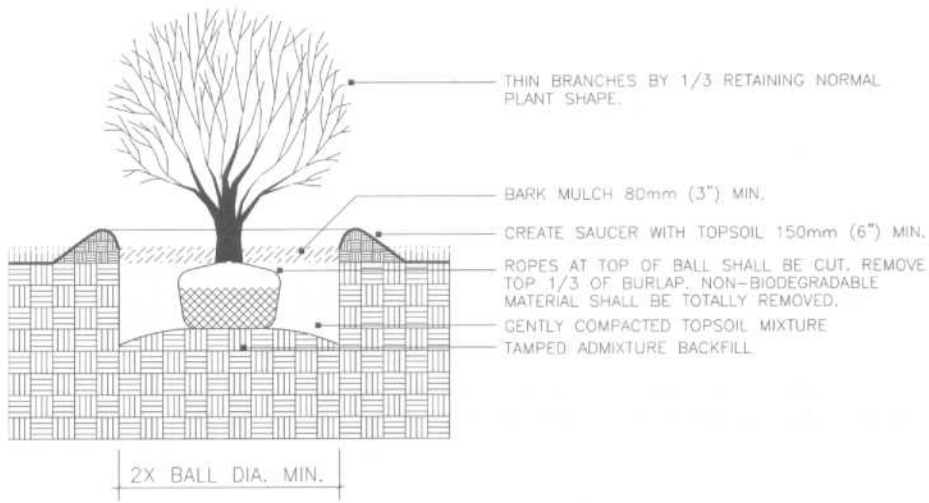 THIN BRANCHES BY 1/3 RETAINING NORMAL
PLANT SHAPE.
BARK MULCH 80mm (3") MIN.
CREATE SAUCER WITH TOPSOIL 150mm (6") MIN.
ROPES AT TOP OF BALL SHALL BE CUT. REMOVE
TOP 1/3 OF BURLAP. NON-BIODEGRADABLE
MATERIAL SHALL BE TOTALLY REMOVED.
GENTLY COMPACTED TOPSOIL MIXTURE
TAMPED ADMIXTURE BACKFILL
2X BALL DIA. MIN.